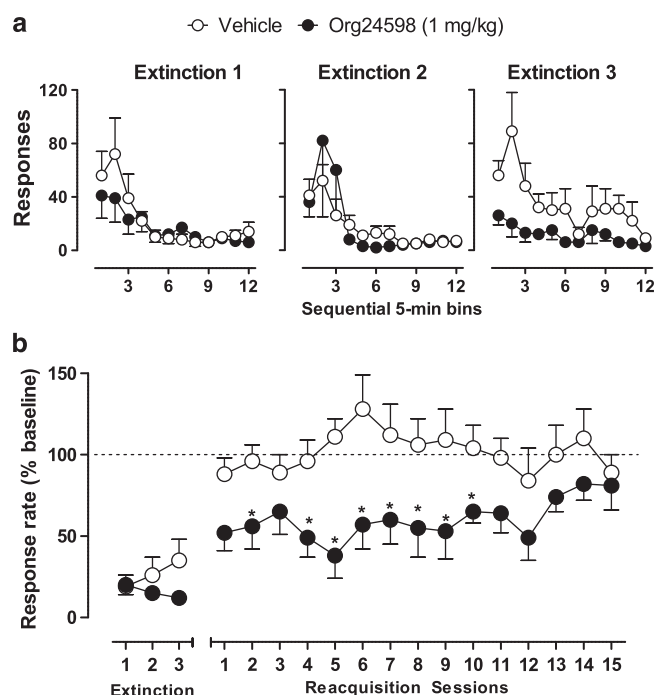 a
Vehicle Org24598 (1 mg/kg)
Extinction 1 Extinction 2 Extinction 3
Responses
120
80
40
0
3 6 9 12 3 6 9 12 3 6 9 12
Sequential 5-min bins
b
Response rate (% baseline)
150
100
50
0
* * * * * * * *
1 2 3 1 2 3 4 5 6 7 8 9 10 11 12 13 14 15
Extinction Reacquisition Sessions